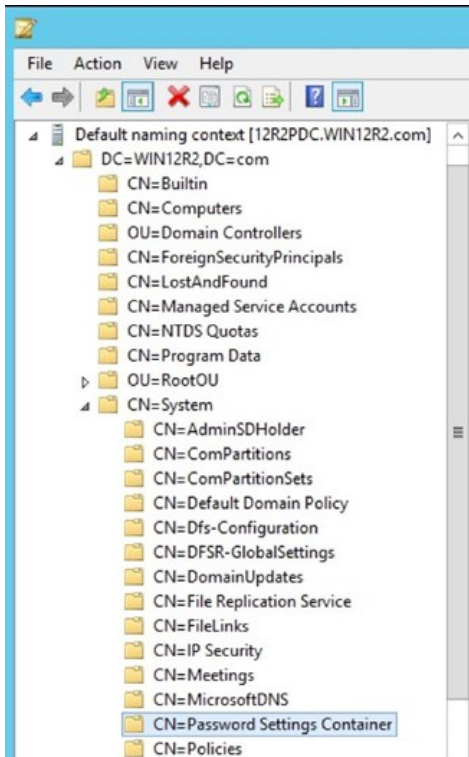 File Action View Help
Default naming context [12R2PDC.WIN12R2.com]
DC=WIN12R2,DC=com
CN=Builtin
CN=Computers
OU=Domain Controllers
CN=ForeignSecurityPrincipals
CN=LostAndFound
CN=Managed Service Accounts
CN=NTDS Quotas
CN=Program Data
OU=RootOU
CN=System
CN=AdminSDHolder
CN=ComPartitions
CN=ComPartitionSets
CN=Default Domain Policy
CN=Dfs-Configuration
CN=DFSR-GlobalSettings
CN=DomainUpdates
CN=File Replication Service
CN=FileLinks
CN=IP Security
CN=Meetings
CN=MicrosoftDNS
CN=Password Settings Container
CN=Policies